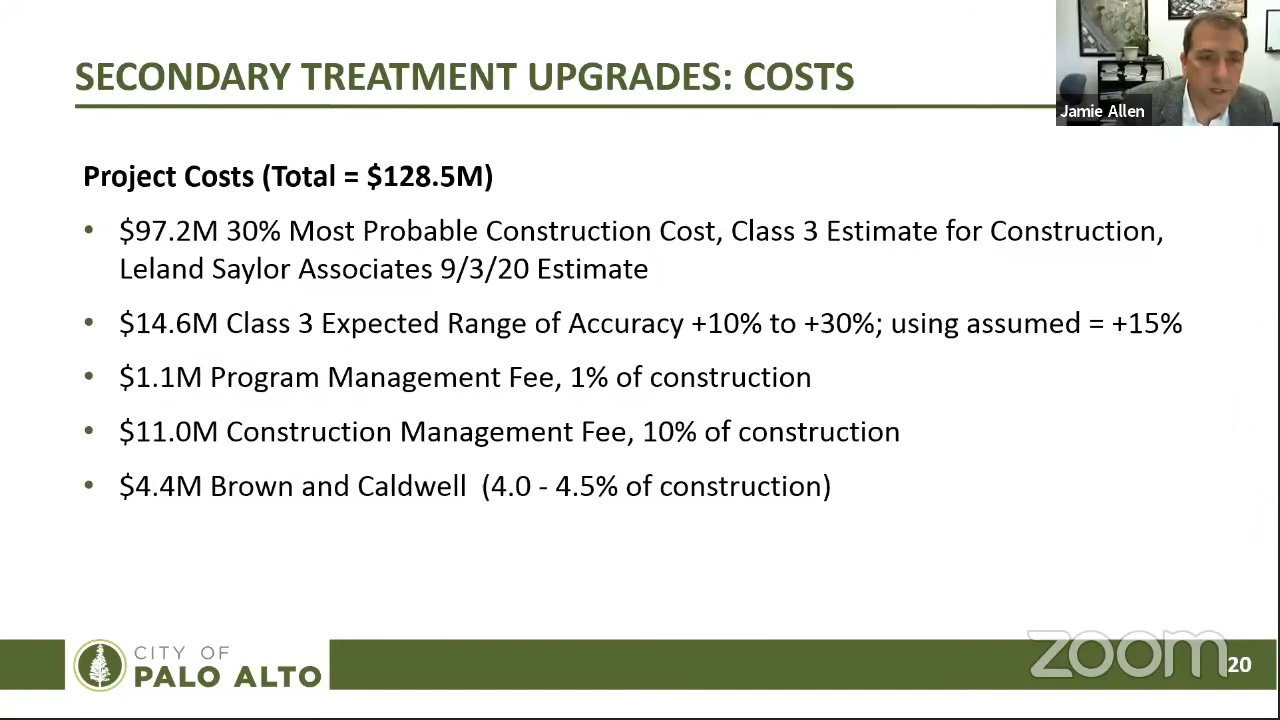 SECONDARY TREATMENT UPGRADES: COSTS
Jamie Allen
Project Costs (Total = $128.5M)
• $97.2M 30% Most Probable Construction Cost, Class 3 Estimate for Construction,
Leland Saylor Associates 9/3/20 Estimate
• $14.6M Class 3 Expected Range of Accuracy +10% to +30%; using assumed = +15%
• $1.1M Program Management Fee, 1% of construction
• $11.0M Construction Management Fee, 10% of construction
• $4.4M Brown and Caldwell (4.0 - 4.5% of construction)
CITY OF
PALO ALTO
zoom
20